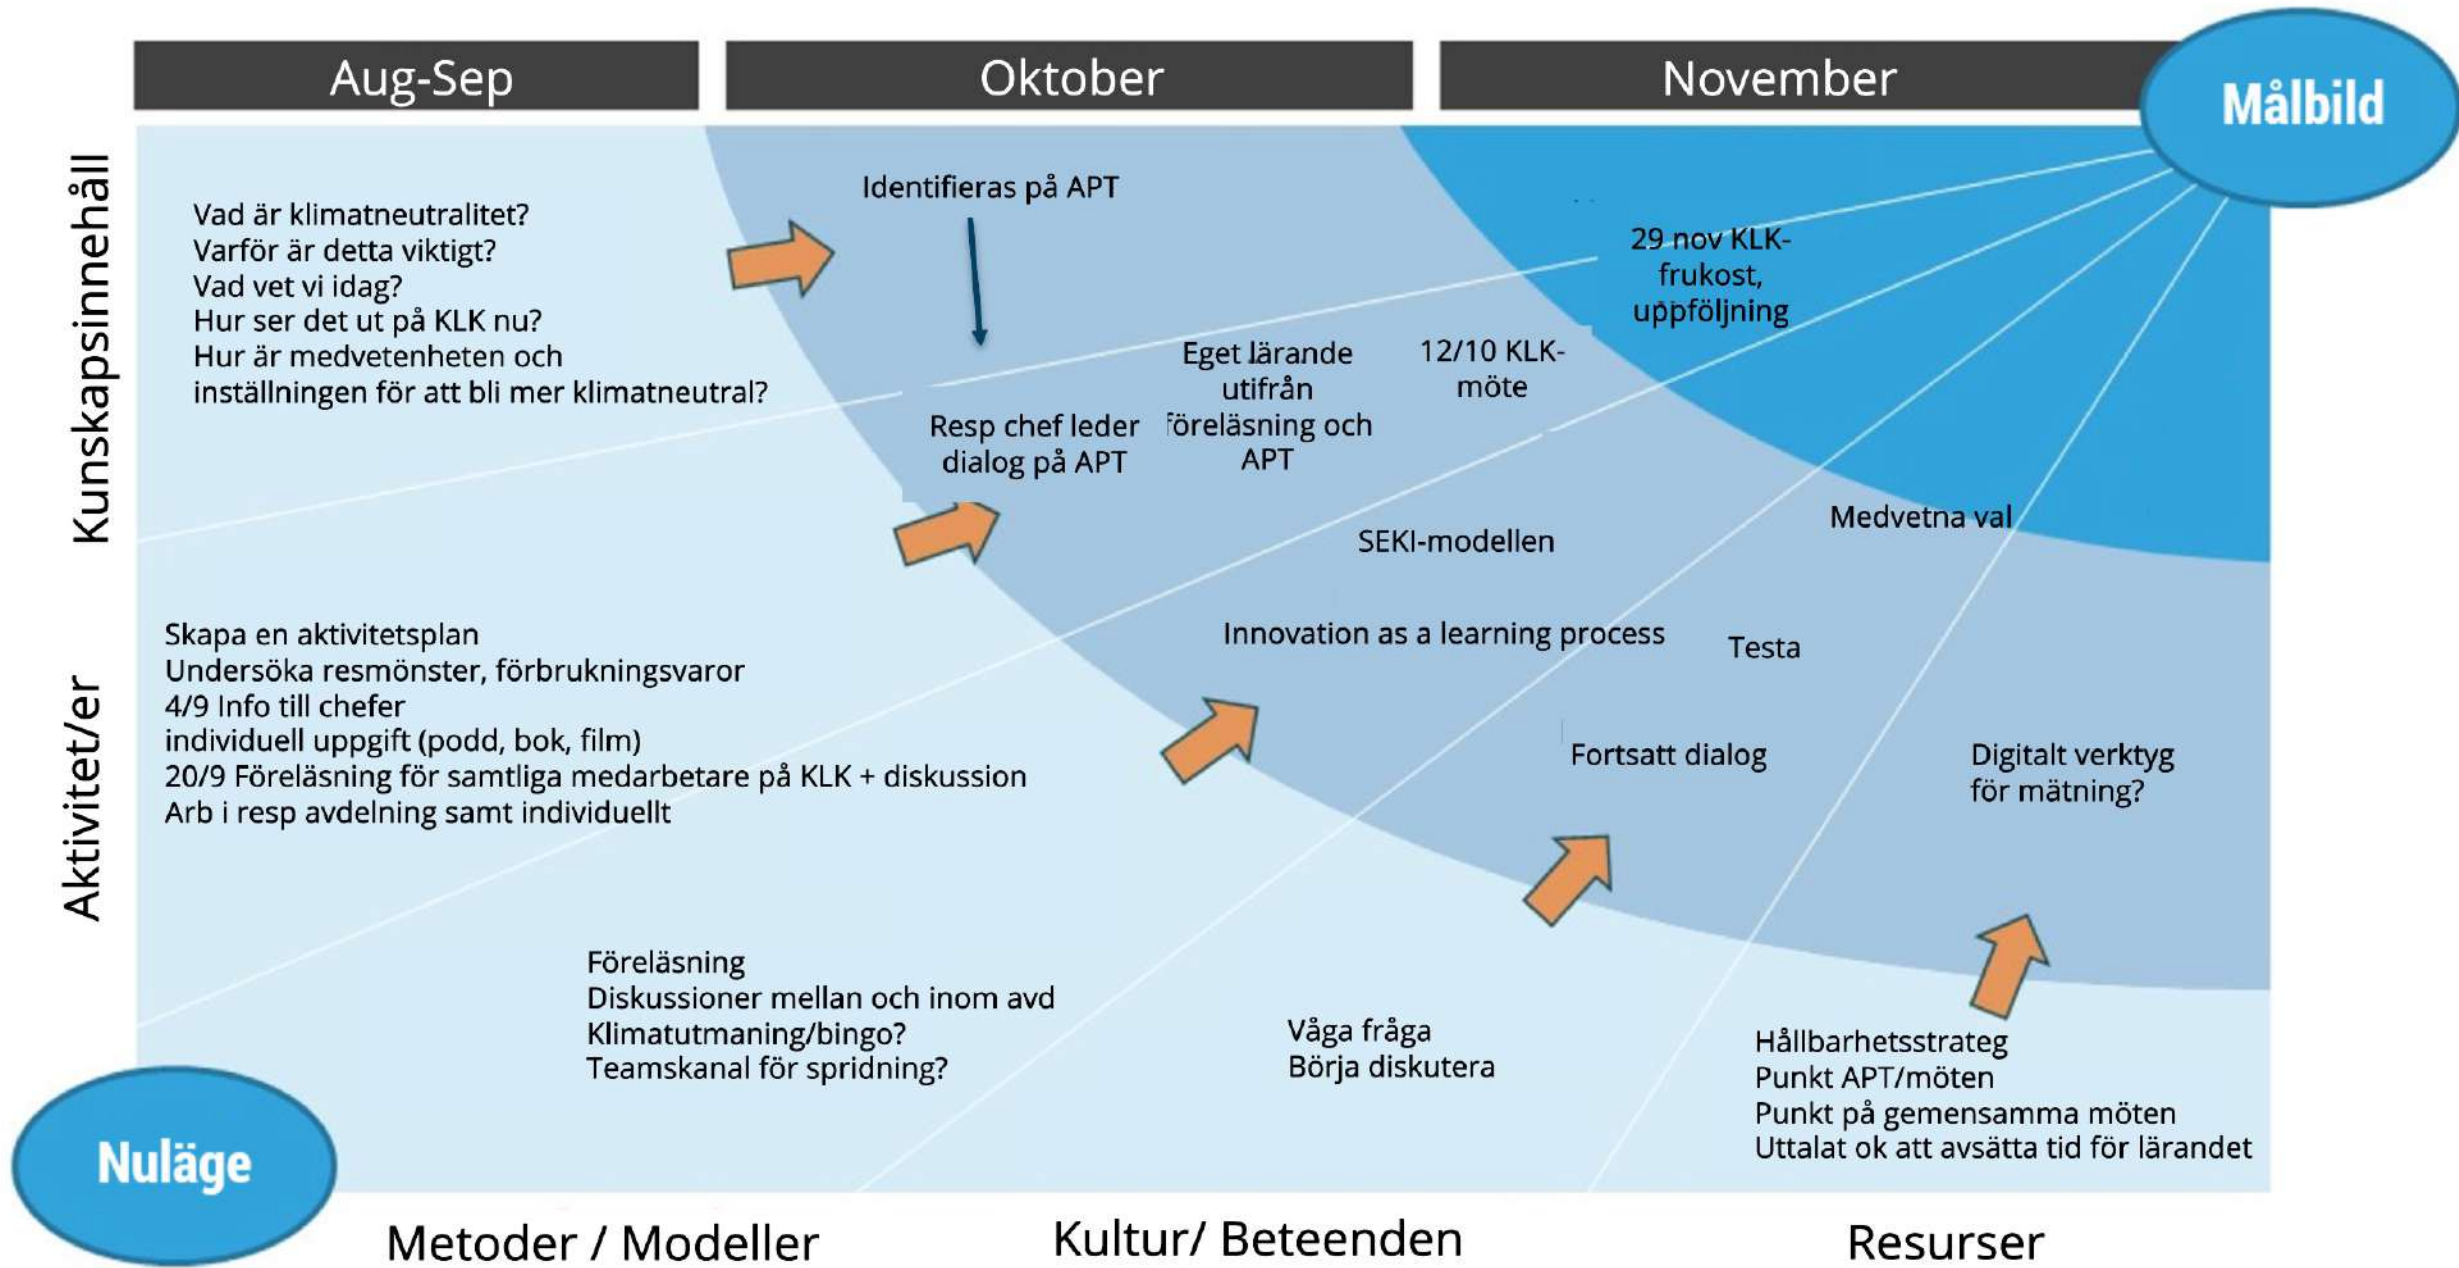 Aug-Sep
Oktober
November
Målbild
Kunskapsinnehåll
Vad är klimatneutralitet?
Varför är detta viktigt?
Vad vet vi idag?
Hur ser det ut på KLK nu?
Hur är medvetenheten och
inställningen för att bli mer klimatneutral?
Identifieras på APT
29 nov KLK-
frukost,
uppföljning
Resp chef leder
dialog på APT
Eget lärande
utifrån
föreläsning och
APT
12/10 KLK-
möte
SEKI-modellen
Medvetna val
Aktivitet/er
Skapa en aktivitetsplan
Undersöka resmönster, förbrukningsvaror
4/9 Info till chefer
individuell uppgift (podd, bok, film)
20/9 Föreläsning för samtliga medarbetare på KLK + diskussion
Arb i resp avdelning samt individuellt
Innovation as a learning process
Testa
Fortsatt dialog
Digitalt verktyg
för mätning?
Föreläsning
Diskussioner mellan och inom avd
Klimatutmaning/bingo?
Teamskanal för spridning?
Våga fråga
Börja diskutera
Hållbarhetsstrateg
Punkt APT/möten
Punkt på gemensamma möten
Uttalat ok att avsätta tid för lärandet
Nuläge
Metoder / Modeller
Kultur/ Beteenden
Resurser